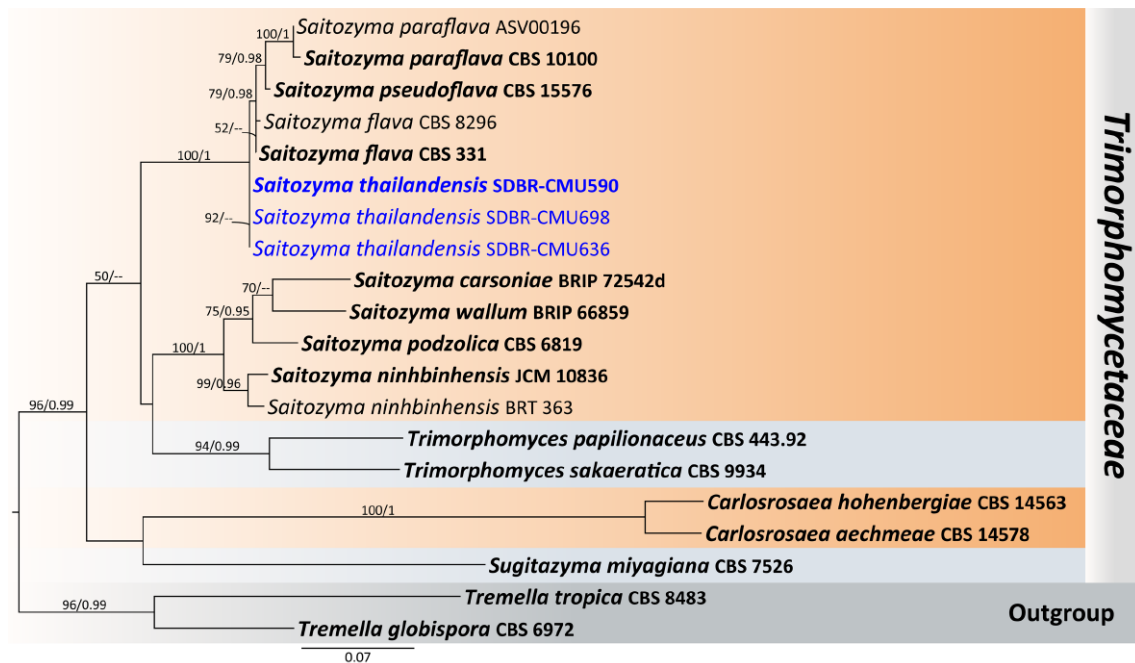 Saitozyma paraflava ASV00196
100/1
Saitozyma paraflava CBS 10100
79/0.98
Saitozyma pseudoflava CBS 15576
79/0.98
Saitozyma flava CBS 8296
52/--
Saitozyma flava CBS 331
100/1
Saitozyma thailandensis SDBR-CMU590
92/--
Saitozyma thailandensis SDBR-CMU698
Saitozyma thailandensis SDBR-CMU636
50/--
Saitozyma carsoniae BRIP 72542d
70/--
Saitozyma wallum BRIP 66859
75/0.95
Saitozyma podzolica CBS 6819
100/1
Saitozyma ninhbinhensis JCM 10836
99/0.96
Saitozyma ninhbinhensis BRT 363
96/0.99
Trimorphomyces papilionaceus CBS 443.92
94/0.99
Trimorphomyces sakaeratica CBS 9934
Carlosrosaea hohenbergiae CBS 14563
100/1
Carlosrosaea aechmeae CBS 14578
Sugitazyma miyagiana CBS 7526
Trimorphomycetaceae
Tremella tropica CBS 8483
96/0.99
Outgroup
Tremella globispora CBS 6972
0.07